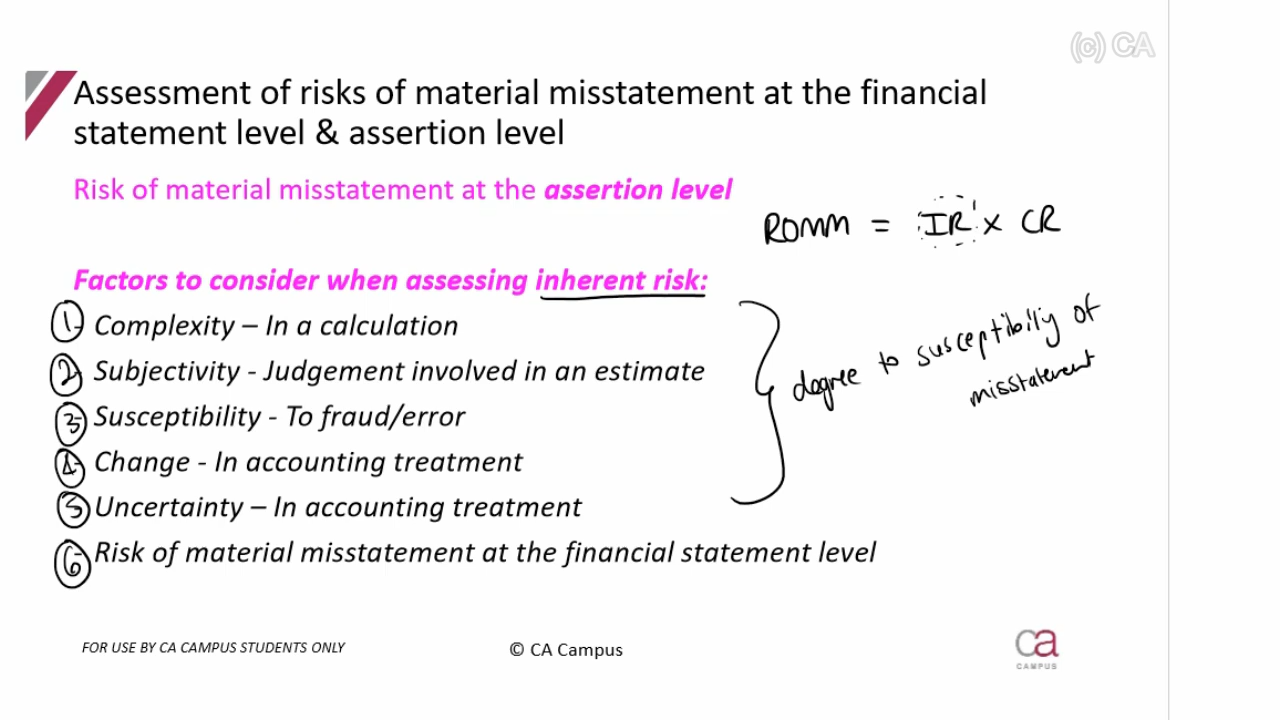 (c) CA
Assessment of risks of material misstatement at the financial
statement level & assertion level
Risk of material misstatement at the assertion level
ROMM = IR x CR
Factors to consider when assessing inherent risk:
1. Complexity – In a calculation
2. Subjectivity - Judgement involved in an estimate
3. Susceptibility - To fraud/error
4. Change - In accounting treatment
5. Uncertainty – In accounting treatment
6. Risk of material misstatement at the financial statement level
degree to susceptibiliy of
misstatement
FOR USE BY CA CAMPUS STUDENTS ONLY
© CA Campus
ca
CAMPUS